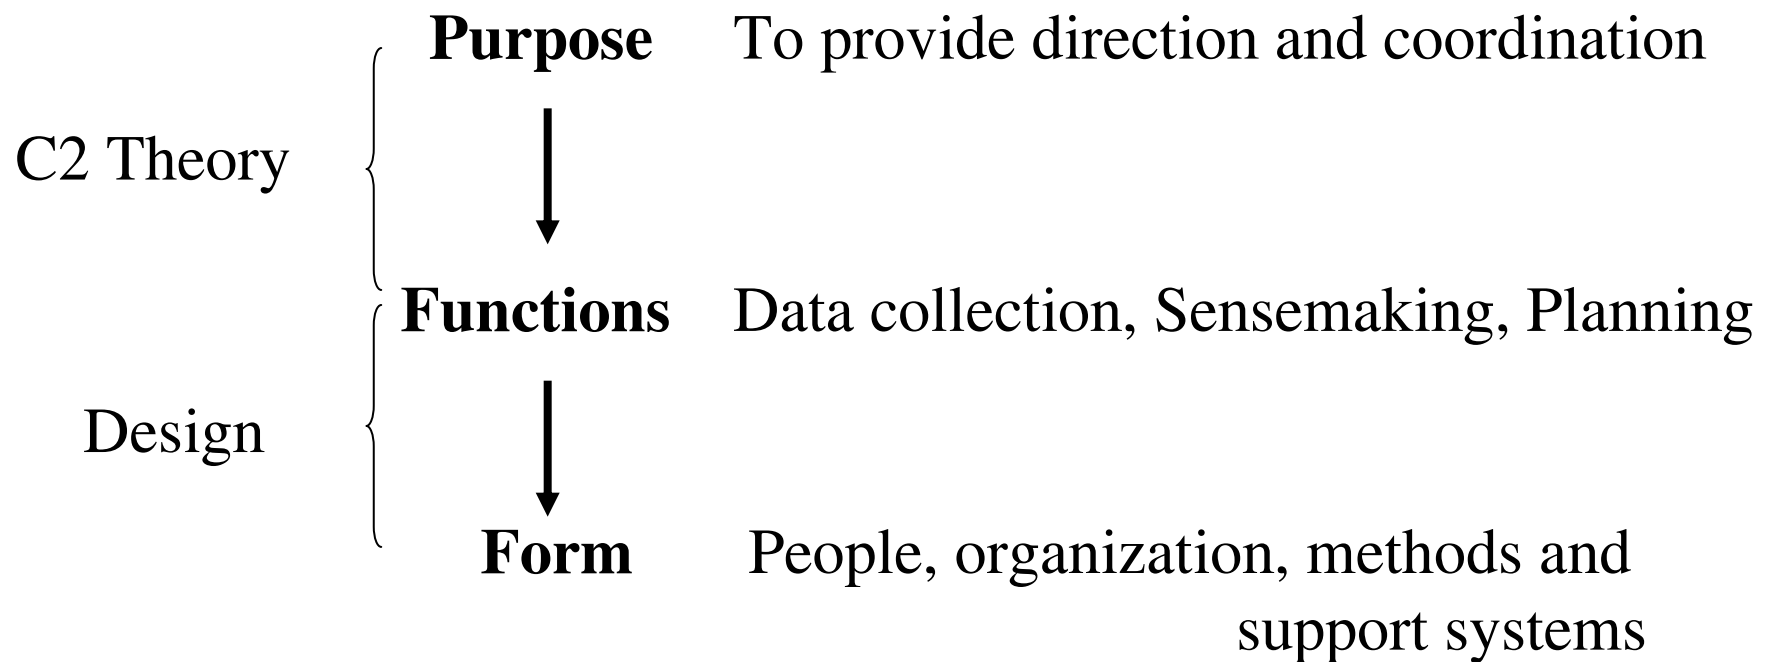 Purpose To provide direction and coordination
C2 Theory
Functions Data collection, Sensemaking, Planning
Design
Form People, organization, methods and
support systems